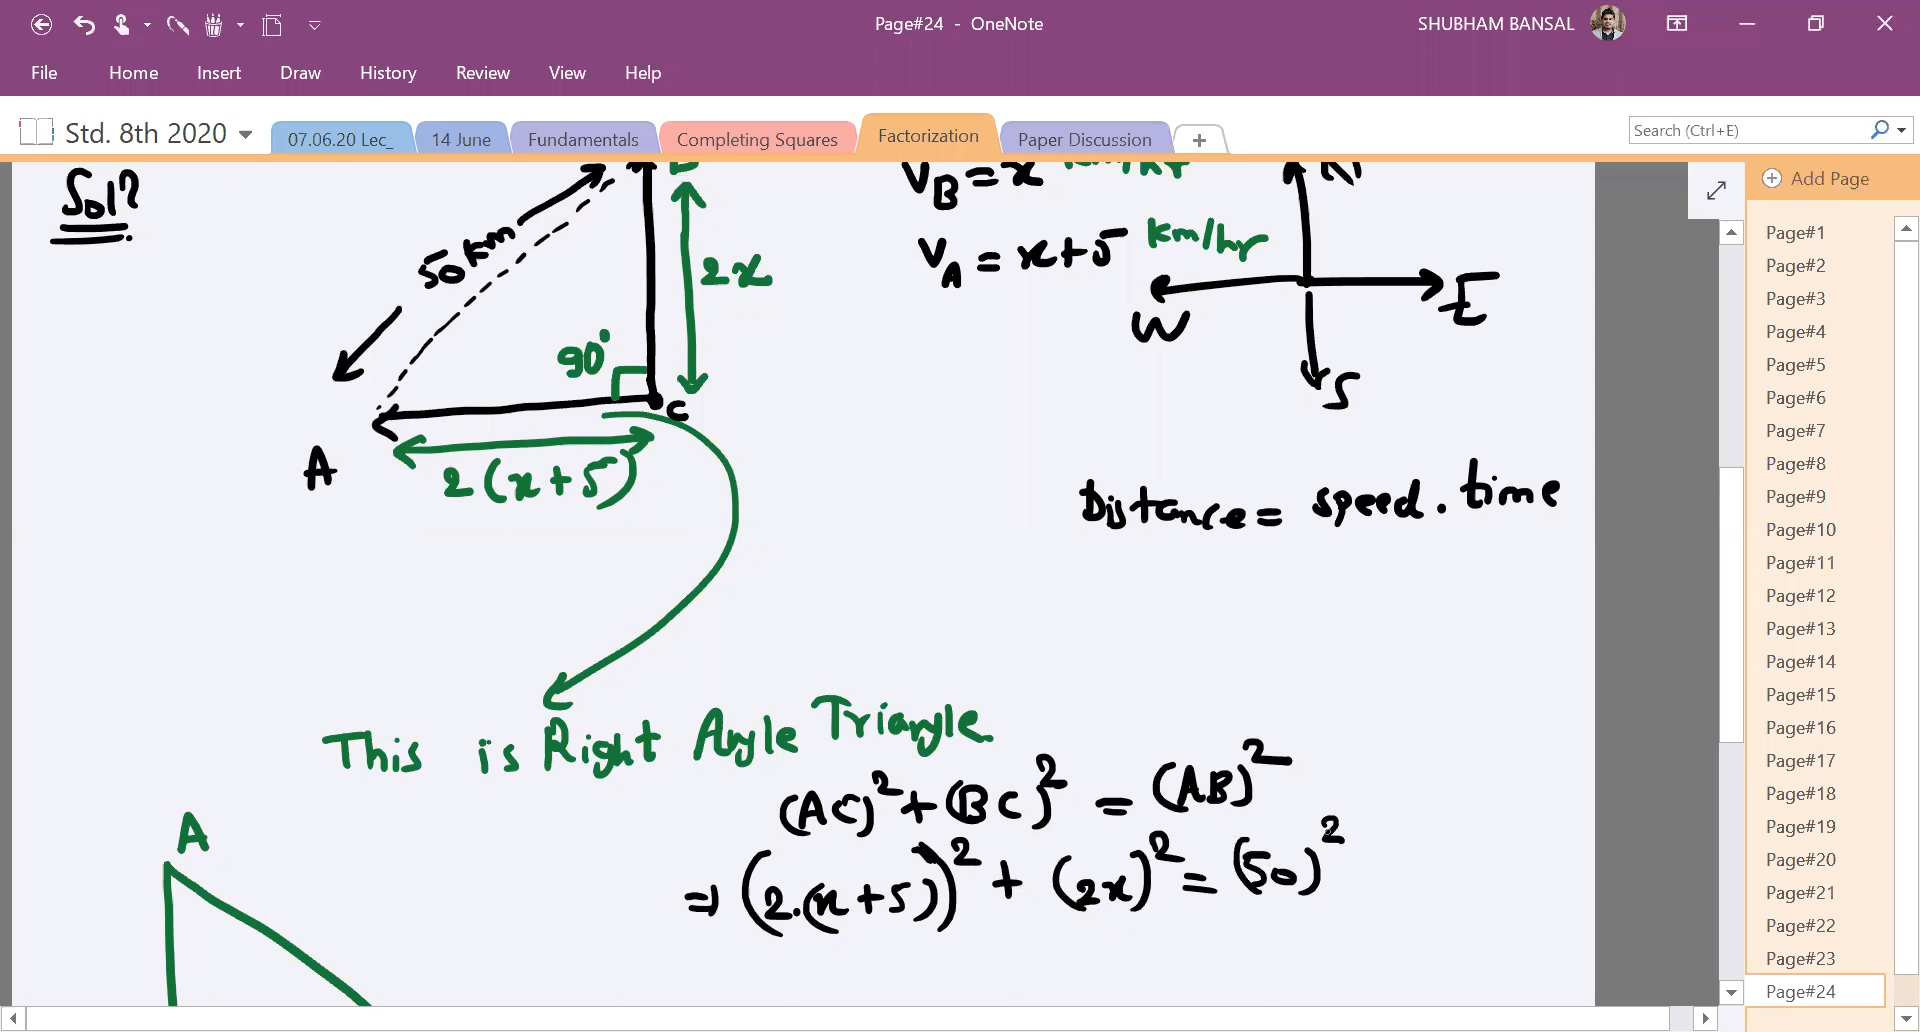 Page#24 - OneNote
SHUBHAM BANSAL
File Home Insert Draw History Review View Help
Std. 8th 2020
07.06.20 Lec_
14 June
Fundamentals
Completing Squares
Factorization
Paper Discussion
+
Search (Ctrl+E)
Sol?
50 km
2x
90°
C
A
2(x+5)
V_B = x km/hr
V_A = x+5 km/hr
W
E
S
Distance = speed . time
This is Right Angle Triangle
(AC)² + (BC)² = (AB)²
⇒ (2.(x+5))² + (2x)² = (50)²
A
Add Page
Page#1
Page#2
Page#3
Page#4
Page#5
Page#6
Page#7
Page#8
Page#9
Page#10
Page#11
Page#12
Page#13
Page#14
Page#15
Page#16
Page#17
Page#18
Page#19
Page#20
Page#21
Page#22
Page#23
Page#24